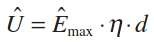 Û = Ê_max · η · d